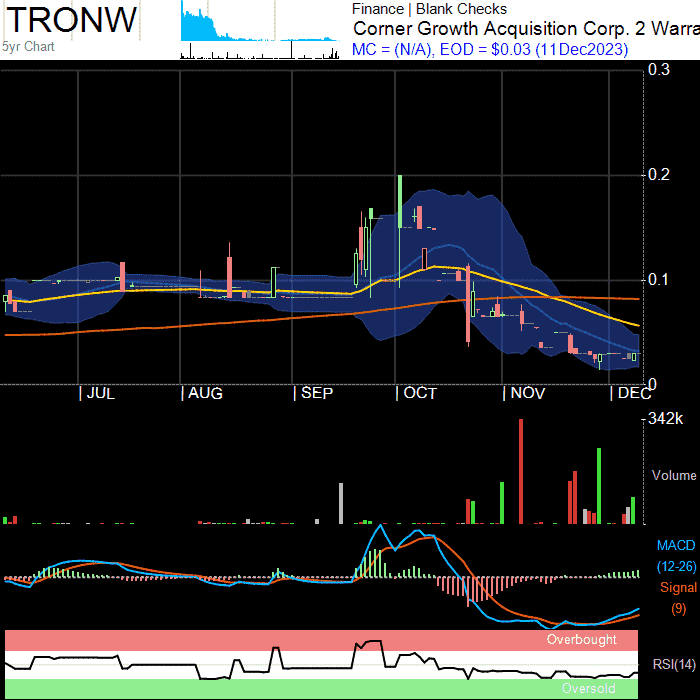 TRONW
5yr Chart
Finance | Blank Checks
Corner Growth Acquisition Corp. 2 Warra
MC = (N/A), EOD = $0.03 (11Dec2023)
0.3
0.2
0.1
0
| JUL | AUG | SEP | OCT | NOV | DEC
342k
Volume
MACD
(12-26)
Signal
(9)
Overbought
RSI(14)
Oversold